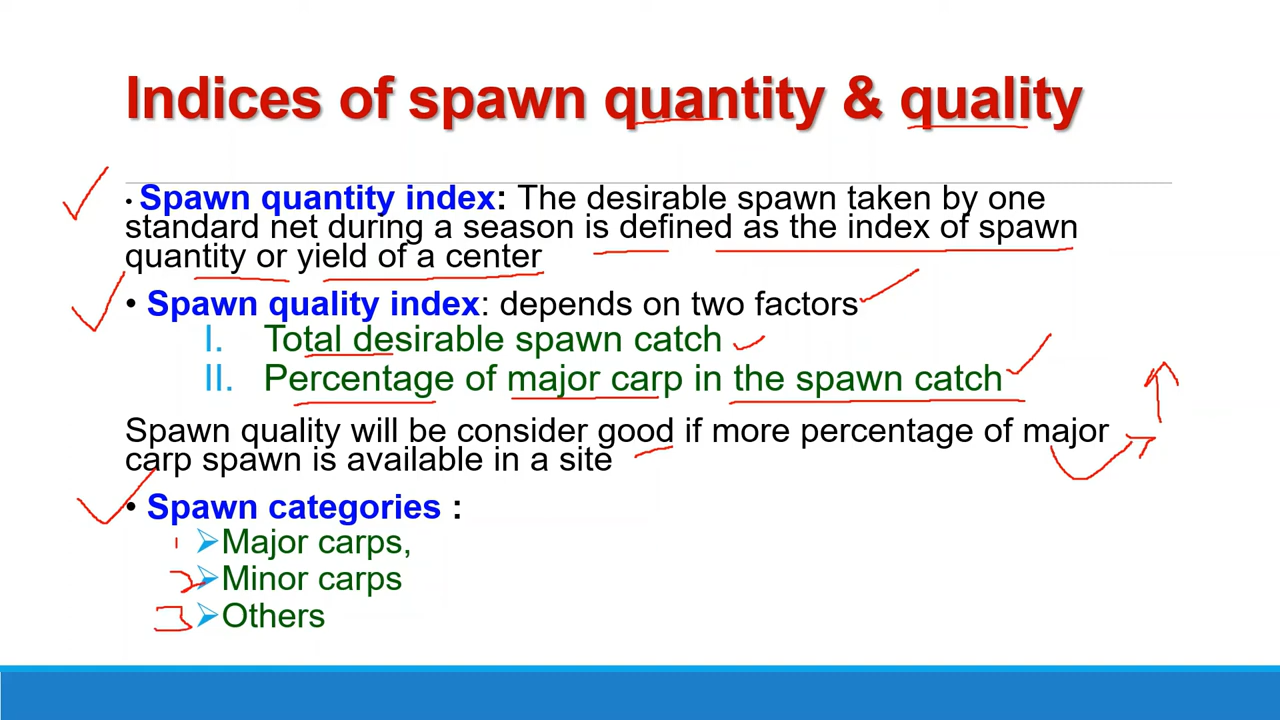 Indices of spawn quantity & quality
• Spawn quantity index: The desirable spawn taken by one
standard net during a season is defined as the index of spawn
quantity or yield of a center
• Spawn quality index: depends on two factors
I. Total desirable spawn catch
II. Percentage of major carp in the spawn catch
Spawn quality will be consider good if more percentage of major
carp spawn is available in a site
• Spawn categories :
1 ➢Major carps,
2 ➢Minor carps
3 ➢Others